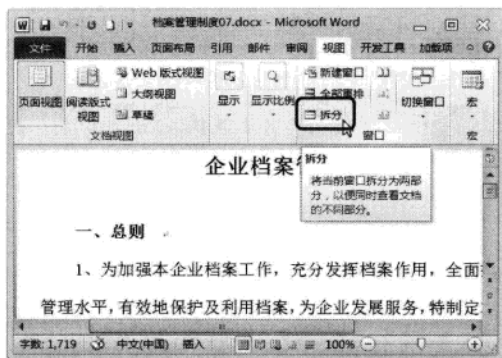 档案管理制度07.docx - Microsoft Word
文件 开始 插入 页面布局 引用 邮件 审阅 视图 开发工具 加载项
页面视图 阅读版式视图 Web 版式视图 大纲视图 草稿 显示 显示比例 新建窗口 全部重排 拆分 切换窗口 宏
文档视图 窗口 宏
拆分
将当前窗口拆分为两部
分,以便同时查看文档
的不同部分。
企业档案
一、总则
1、为加强本企业档案工作,充分发挥档案作用,全面
管理水平,有效地保护及利用档案,为企业发展服务,特制定
字数: 1,719 中文(中国) 插入 100%